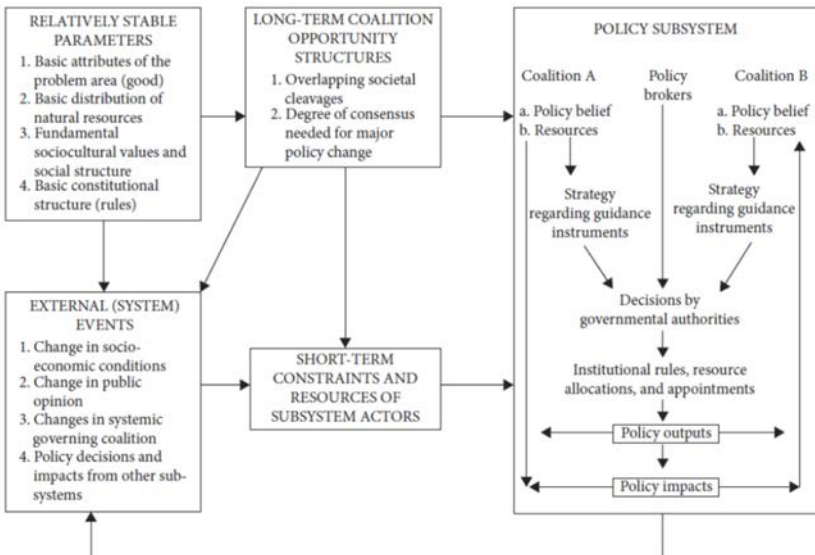 RELATIVELY STABLE
PARAMETERS
1. Basic attributes of the
problem area (good)
2. Basic distribution of
natural resources
3. Fundamental
sociocultural values and
social structure
4. Basic constitutional
structure (rules)
LONG-TERM COALITION
OPPORTUNITY
STRUCTURES
1. Overlapping societal
cleavages
2. Degree of consensus
needed for major
policy change
EXTERNAL (SYSTEM)
EVENTS
1. Change in socio-
economic conditions
2. Change in public
opinion
3. Changes in systemic
governing coalition
4. Policy decisions and
impacts from other sub-
systems
SHORT-TERM
CONSTRAINTS AND
RESOURCES OF
SUBSYSTEM ACTORS
POLICY SUBSYSTEM
Coalition A
a. Policy belief
b. Resources
Policy
brokers
Coalition B
a. Policy belief
b. Resources
Strategy
regarding guidance
instruments
Strategy
regarding guidance
instruments
Decisions by
governmental authorities
Institutional rules, resource
allocations, and appointments
Policy outputs
Policy impacts